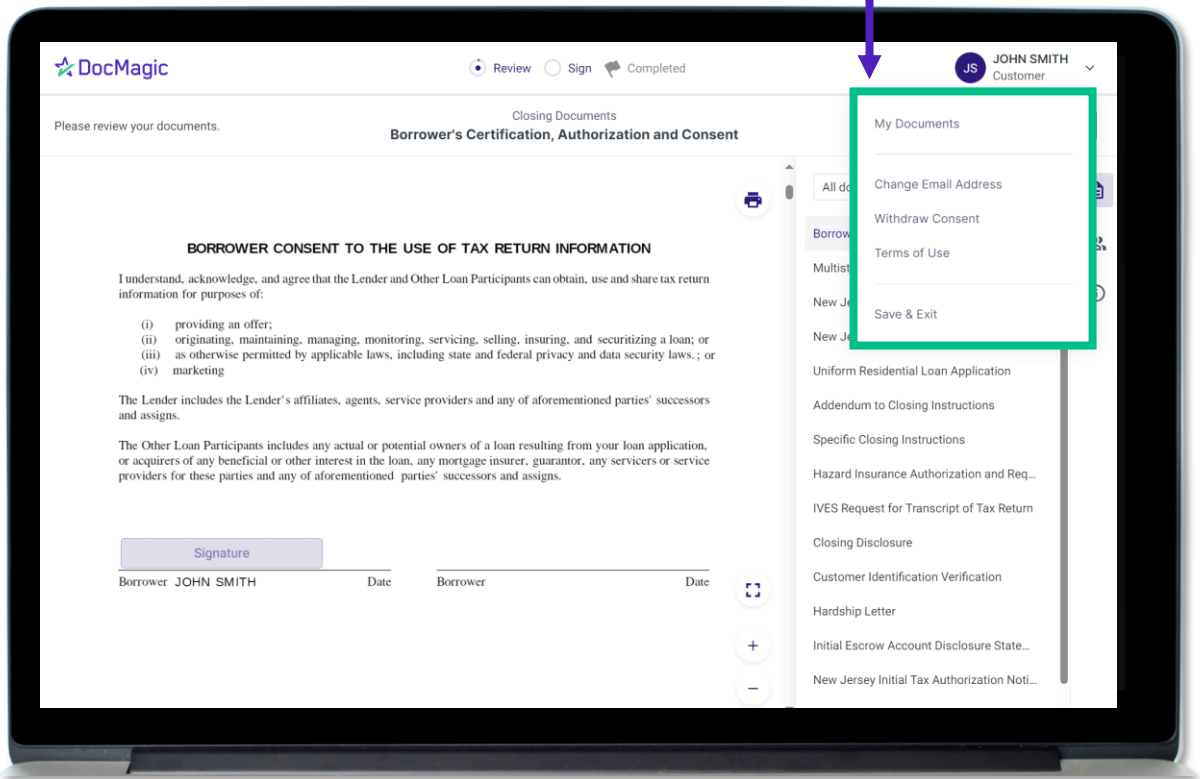 DocMagic
Review Sign Completed
JS
JOHN SMITH
Customer
Please review your documents.
Closing Documents
Borrower's Certification, Authorization and Consent
My Documents
Change Email Address
Withdraw Consent
Terms of Use
Save & Exit
BORROWER CONSENT TO THE USE OF TAX RETURN INFORMATION
I understand, acknowledge, and agree that the Lender and Other Loan Participants can obtain, use and share tax return
information for purposes of:
(i) providing an offer;
(ii) originating, maintaining, managing, monitoring, servicing, selling, insuring, and securitizing a loan; or
(iii) as otherwise permitted by applicable laws, including state and federal privacy and data security laws. ; or
(iv) marketing
The Lender includes the Lender's affiliates, agents, service providers and any of aforementioned parties' successors
and assigns.
The Other Loan Participants includes any actual or potential owners of a loan resulting from your loan application,
or acquirers of any beneficial or other interest in the loan, any mortgage insurer, guarantor, any servicers or service
providers for these parties and any of aforementioned parties' successors and assigns.
Signature
Borrower JOHN SMITH Date Borrower Date
All do
Borrow
Multist
New Je
New Je
Uniform Residential Loan Application
Addendum to Closing Instructions
Specific Closing Instructions
Hazard Insurance Authorization and Req...
IVES Request for Transcript of Tax Return
Closing Disclosure
Customer Identification Verification
Hardship Letter
Initial Escrow Account Disclosure State...
New Jersey Initial Tax Authorization Noti...